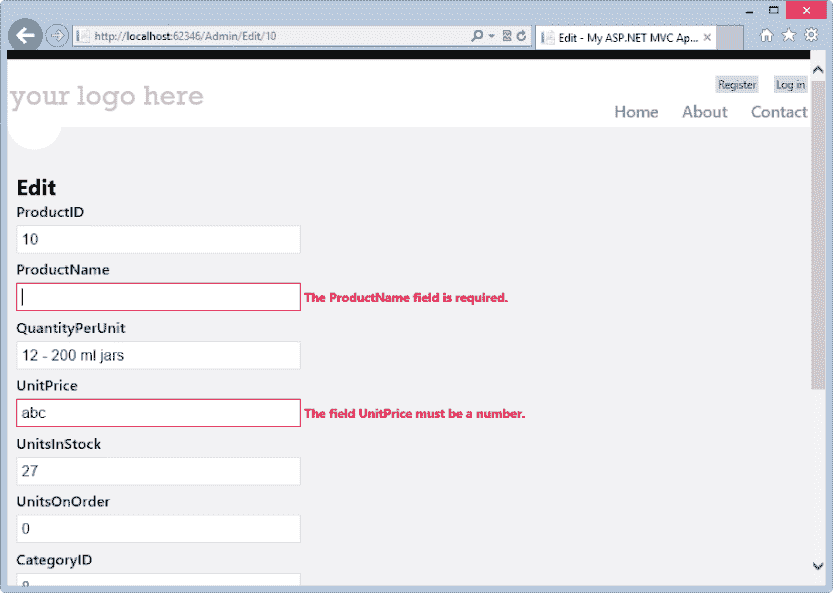 http://localhost:62346/Admin/Edit/10
Edit - My ASP.NET MVC Ap...
Register
Log in
your logo here
Home
About
Contact
Edit
ProductID
10
ProductName
The ProductName field is required.
QuantityPerUnit
12 - 200 ml jars
UnitPrice
abc
The field UnitPrice must be a number.
UnitsInStock
27
UnitsOnOrder
0
CategoryID